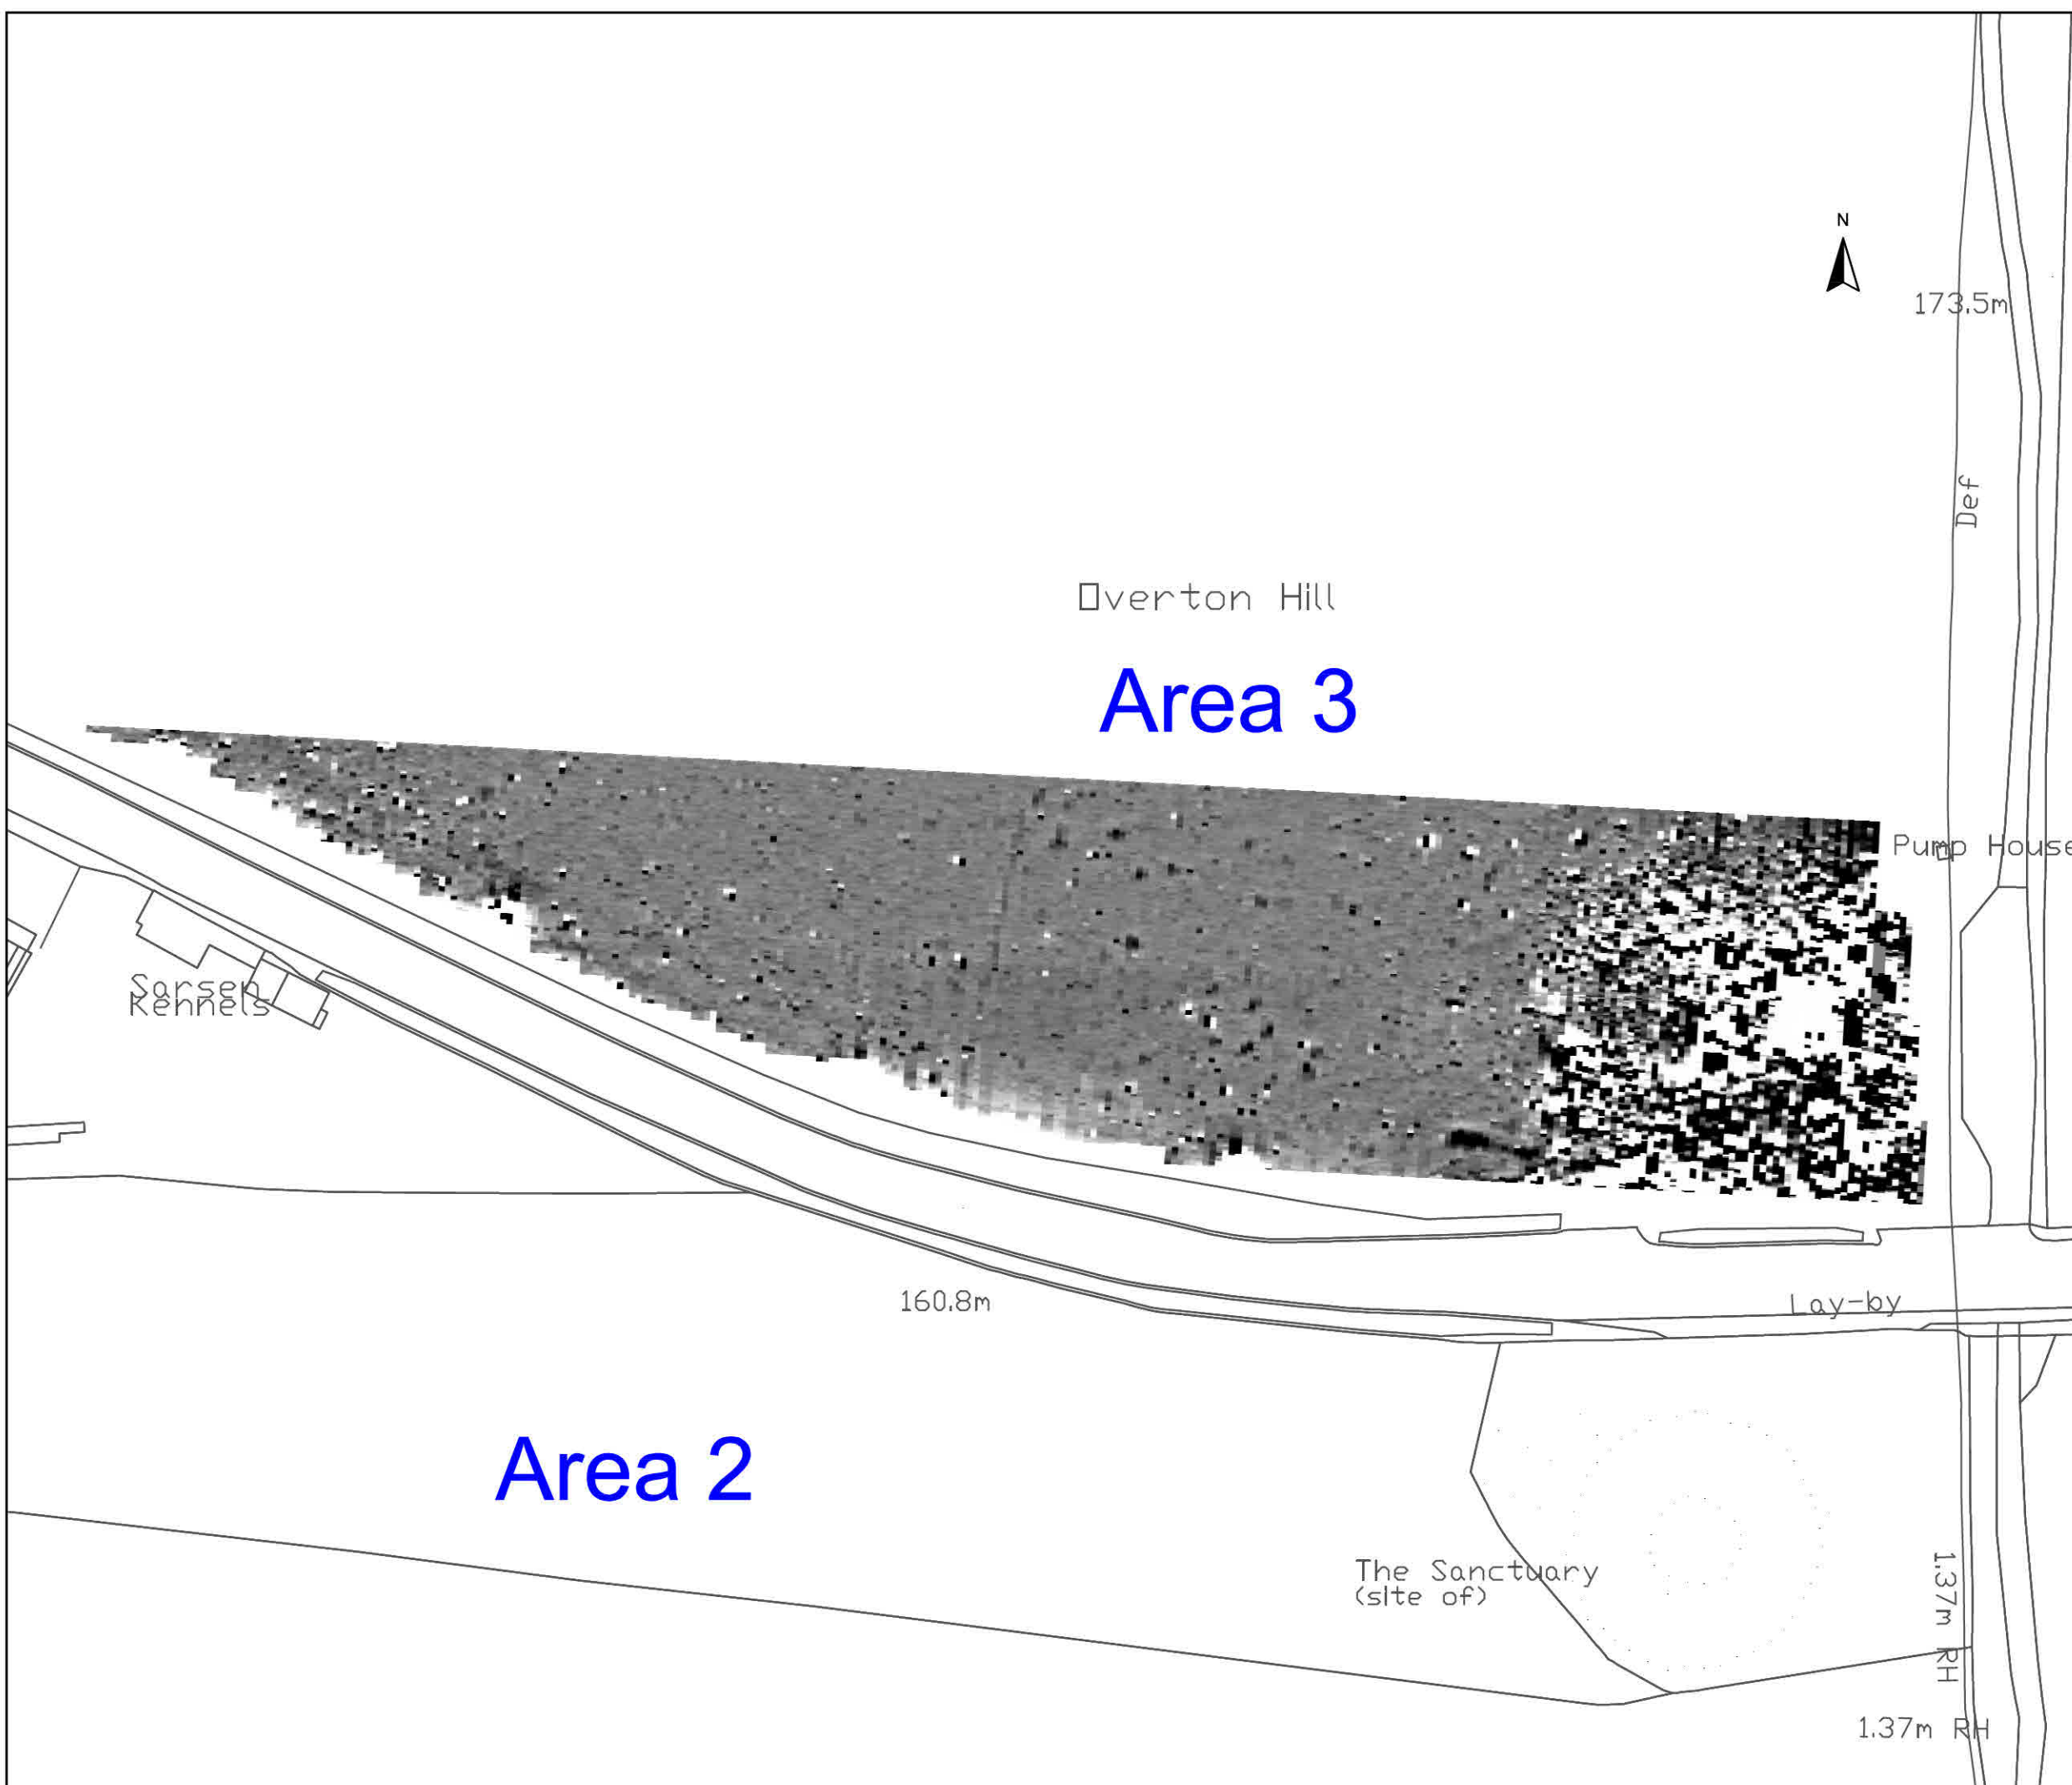 N
173.5m
Def
Overton Hill
Area 3
Pump House
Sarsen
Kennels
160.8m
Lay-by
Area 2
The Sanctuary
(site of)
1.37m RH
1.37m RH